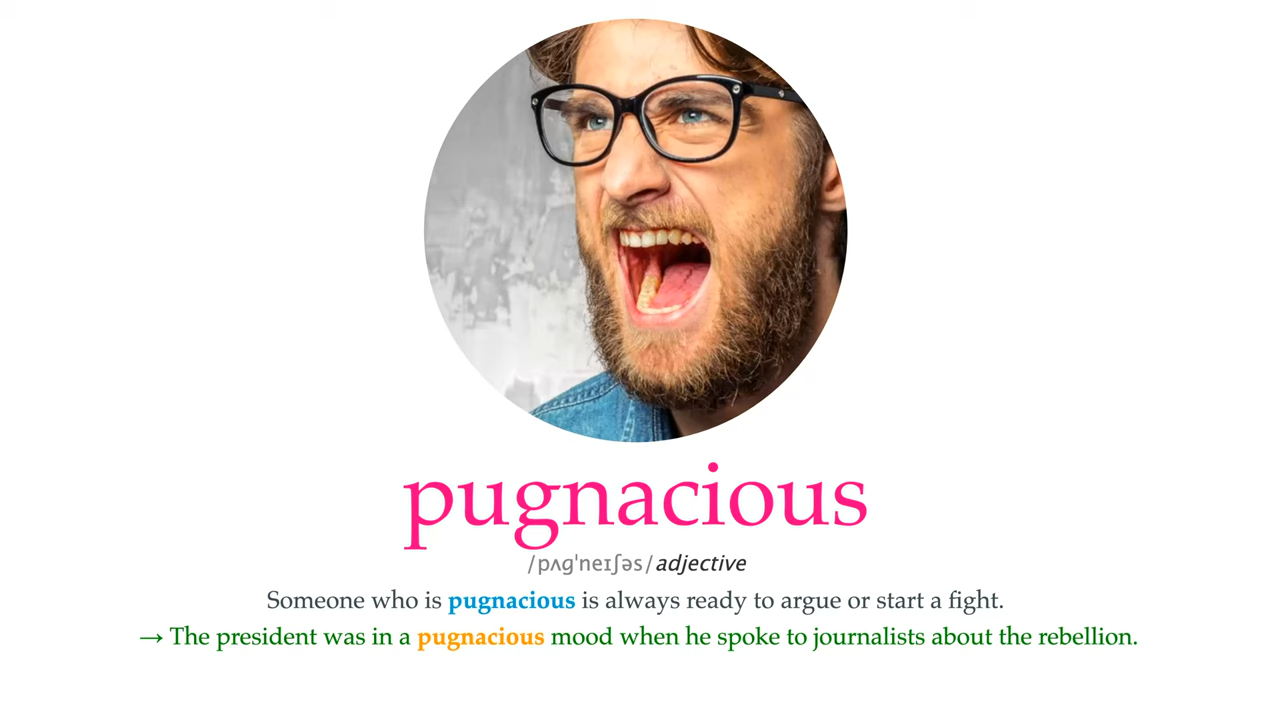 pugnacious
/pʌɡˈneɪʃəs/ adjective
Someone who is pugnacious is always ready to argue or start a fight.
→ The president was in a pugnacious mood when he spoke to journalists about the rebellion.